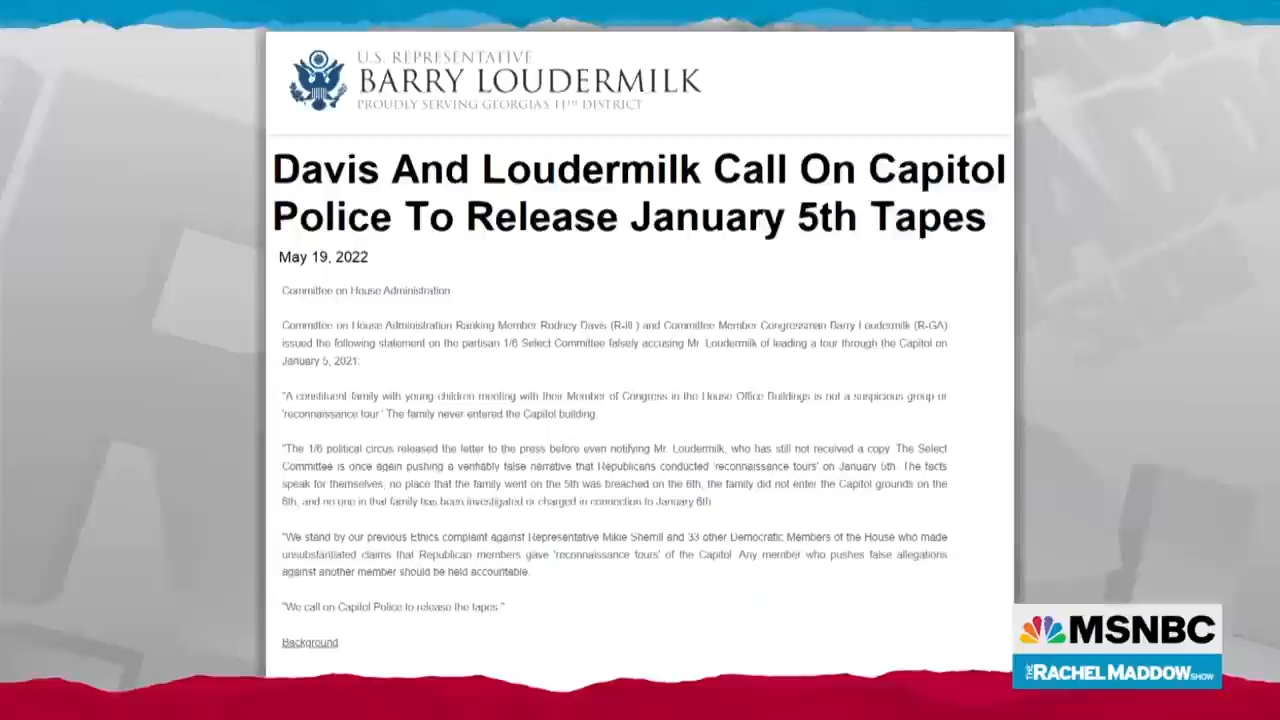 U.S. REPRESENTATIVE
BARRY LOUDERMILK
PROUDLY SERVING GEORGIA'S 11TH DISTRICT
Davis And Loudermilk Call On Capitol
Police To Release January 5th Tapes
May 19, 2022
Committee on House Administration
Committee on House Administration Ranking Member Rodney Davis (R-Ill.) and Committee Member Congressman Barry Loudermilk (R-GA)
issued the following statement on the partisan 1/6 Select Committee falsely accusing Mr. Loudermilk of leading a tour through the Capitol on
January 5, 2021:
"A constituent family with young children meeting with their Member of Congress in the House Office Buildings is not a suspicious group or
'reconnaissance tour.' The family never entered the Capitol building.
"The 1/6 political circus released the letter to the press before even notifying Mr. Loudermilk, who has still not received a copy. The Select
Committee is once again pushing a verifiably false narrative that Republicans conducted 'reconnaissance tours' on January 5th. The facts
speak for themselves; no place that the family went on the 5th was breached on the 6th, the family did not enter the Capitol grounds on the
6th, and no one in that family has been investigated or charged in connection to January 6th.
"We stand by our previous Ethics complaint against Representative Mikie Sherrill and 33 other Democratic Members of the House who made
unsubstantiated claims that Republican members gave 'reconnaissance tours' of the Capitol. Any member who pushes false allegations
against another member should be held accountable.
"We call on Capitol Police to release the tapes."
Background
MSNBC
THE RACHEL MADDOW SHOW